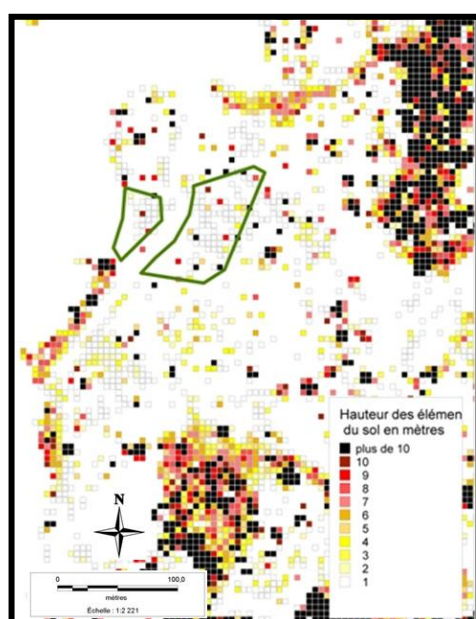 Hauteur des élémen
du sol en mètres
plus de 10
10
9
8
7
6
5
4
3
2
1
N
0 100,0
mètres
Échelle : 1:2 221